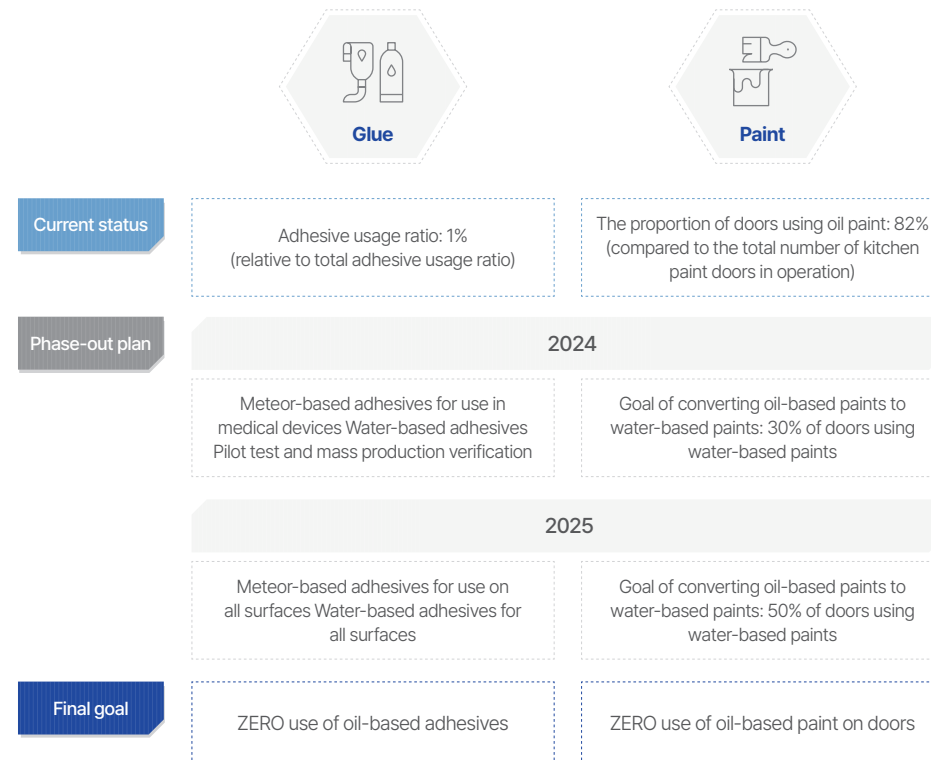 Glue
Paint
Current status
Adhesive usage ratio: 1%
(relative to total adhesive usage ratio)
The proportion of doors using oil paint: 82%
(compared to the total number of kitchen
paint doors in operation)
Phase-out plan
2024
Meteor-based adhesives for use in
medical devices Water-based adhesives
Pilot test and mass production verification
Goal of converting oil-based paints to
water-based paints: 30% of doors using
water-based paints
2025
Meteor-based adhesives for use on
all surfaces Water-based adhesives for
all surfaces
Goal of converting oil-based paints to
water-based paints: 50% of doors using
water-based paints
Final goal
ZERO use of oil-based adhesives
ZERO use of oil-based paint on doors